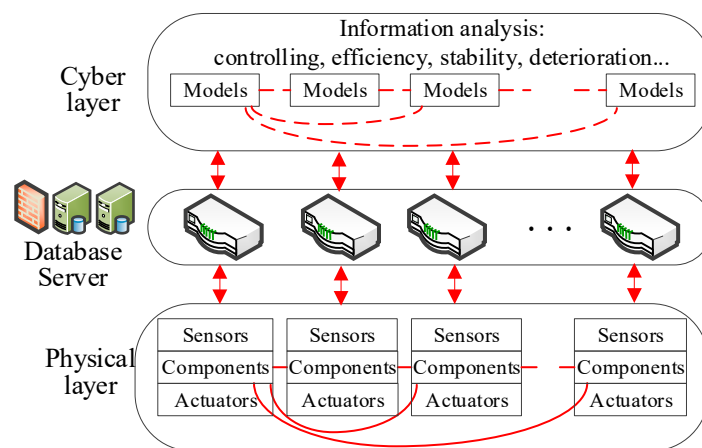 Information analysis:
controlling, efficiency, stability, deterioration...
Cyber
layer
Models Models Models Models
Database
Server
. . .
Physical
layer
Sensors Sensors Sensors Sensors
Components Components Components Components
Actuators Actuators Actuators Actuators